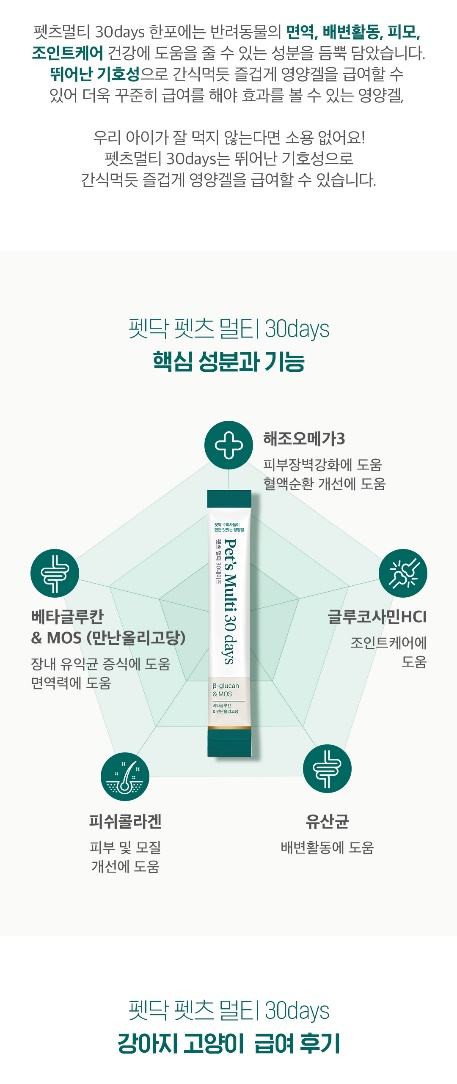 펫츠멀티 30days 한포에는 반려동물의 면역, 배변활동, 피모,
조인트케어 건강에 도움을 줄 수 있는 성분을 듬뿍 담았습니다.
뛰어난 기호성으로 간식먹듯 즐겁게 영양겔을 급여할 수
있어 더욱 꾸준히 급여를 해야 효과를 볼 수 있는 영양겔,
우리 아이가 잘 먹지 않는다면 소용 없어요!
펫츠멀티 30days는 뛰어난 기호성으로
간식먹듯 즐겁게 영양겔을 급여할 수 있습니다.
펫닥 펫츠 멀티 30days
핵심 성분과 기능
해조오메가3
피부장벽강화에 도움
혈액순환 개선에 도움
Pet's Multi 30 days
펫츠 멀티 30데이즈
β-glucan
& MOS
베타글루칸
& MOS (만난올리고당)
장내 유익균 증식에 도움
면역력에 도움
글루코사민HCl
조인트케어에
도움
피쉬콜라겐
피부 및 모질
개선에 도움
유산균
배변활동에 도움
펫닥 펫츠 멀티 30days
강아지 고양이 급여 후기